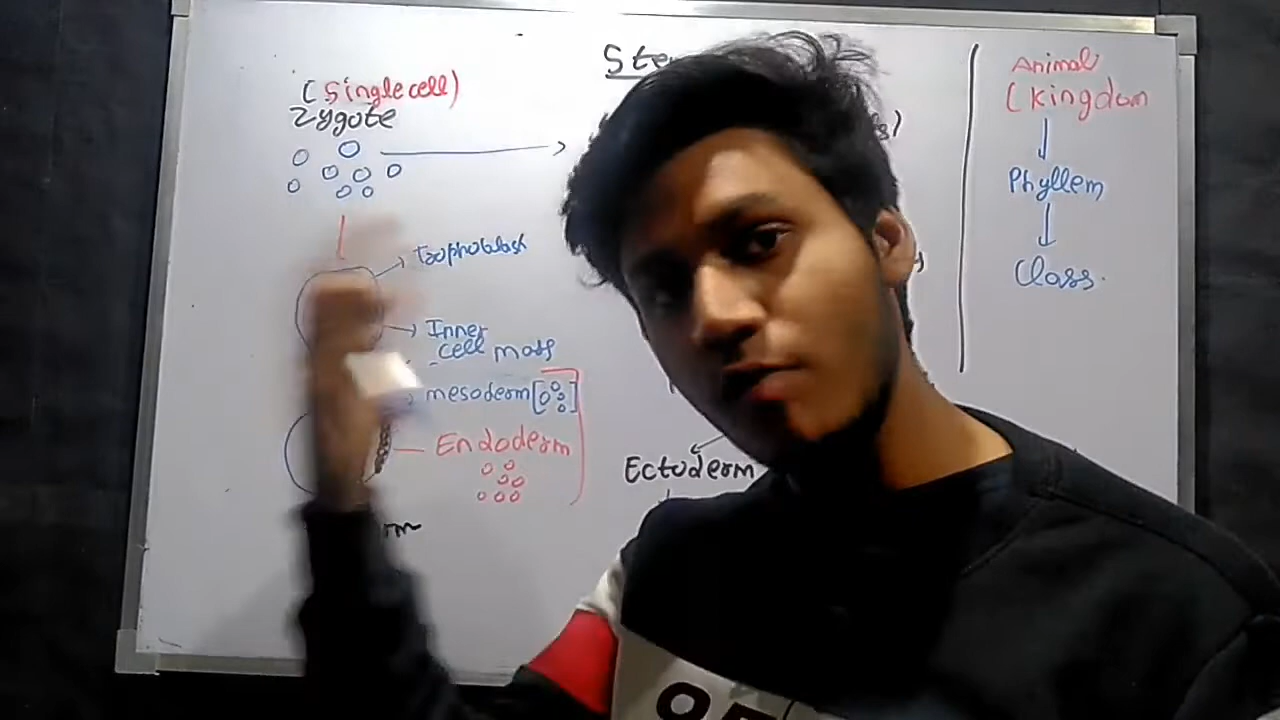 (Single cell)
Zygote
Trophoblast
Inner
cell mass
mesoderm
Endoderm
Ectoderm
Animal
(Kingdom
Phyllem
Class.